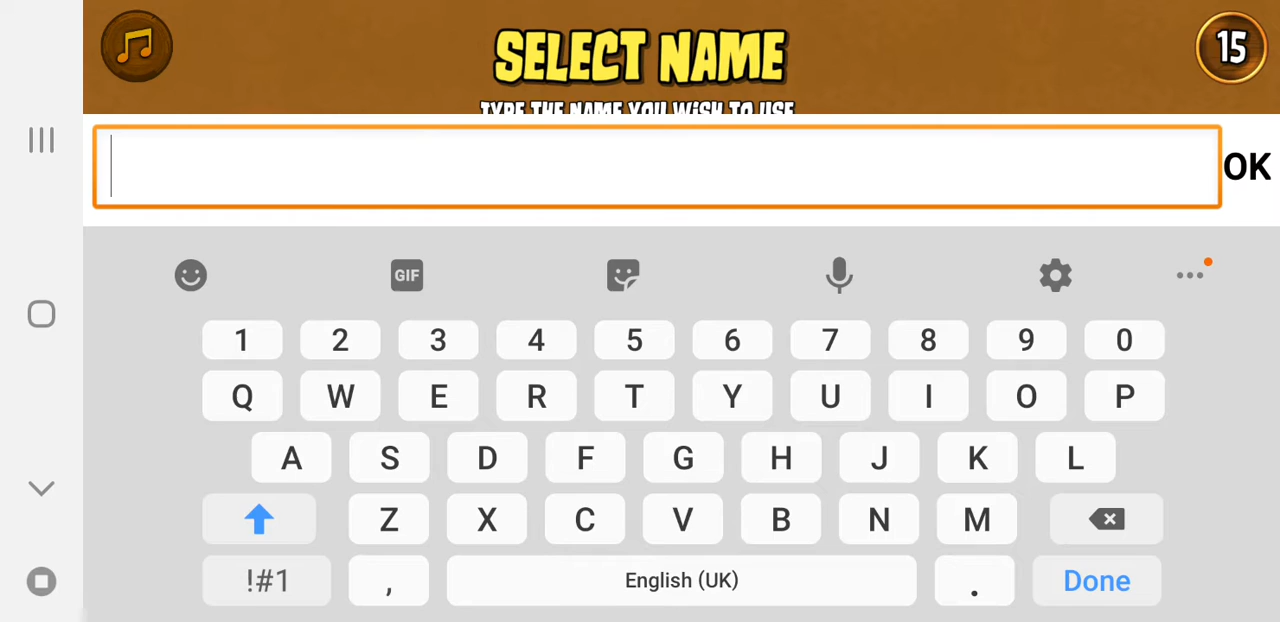 SELECT NAME
15
TYPE THE NAME YOU WISH TO USE
OK
GIF
1 2 3 4 5 6 7 8 9 0
Q W E R T Y U I O P
A S D F G H J K L
Z X C V B N M
!#1 , English (UK) . Done